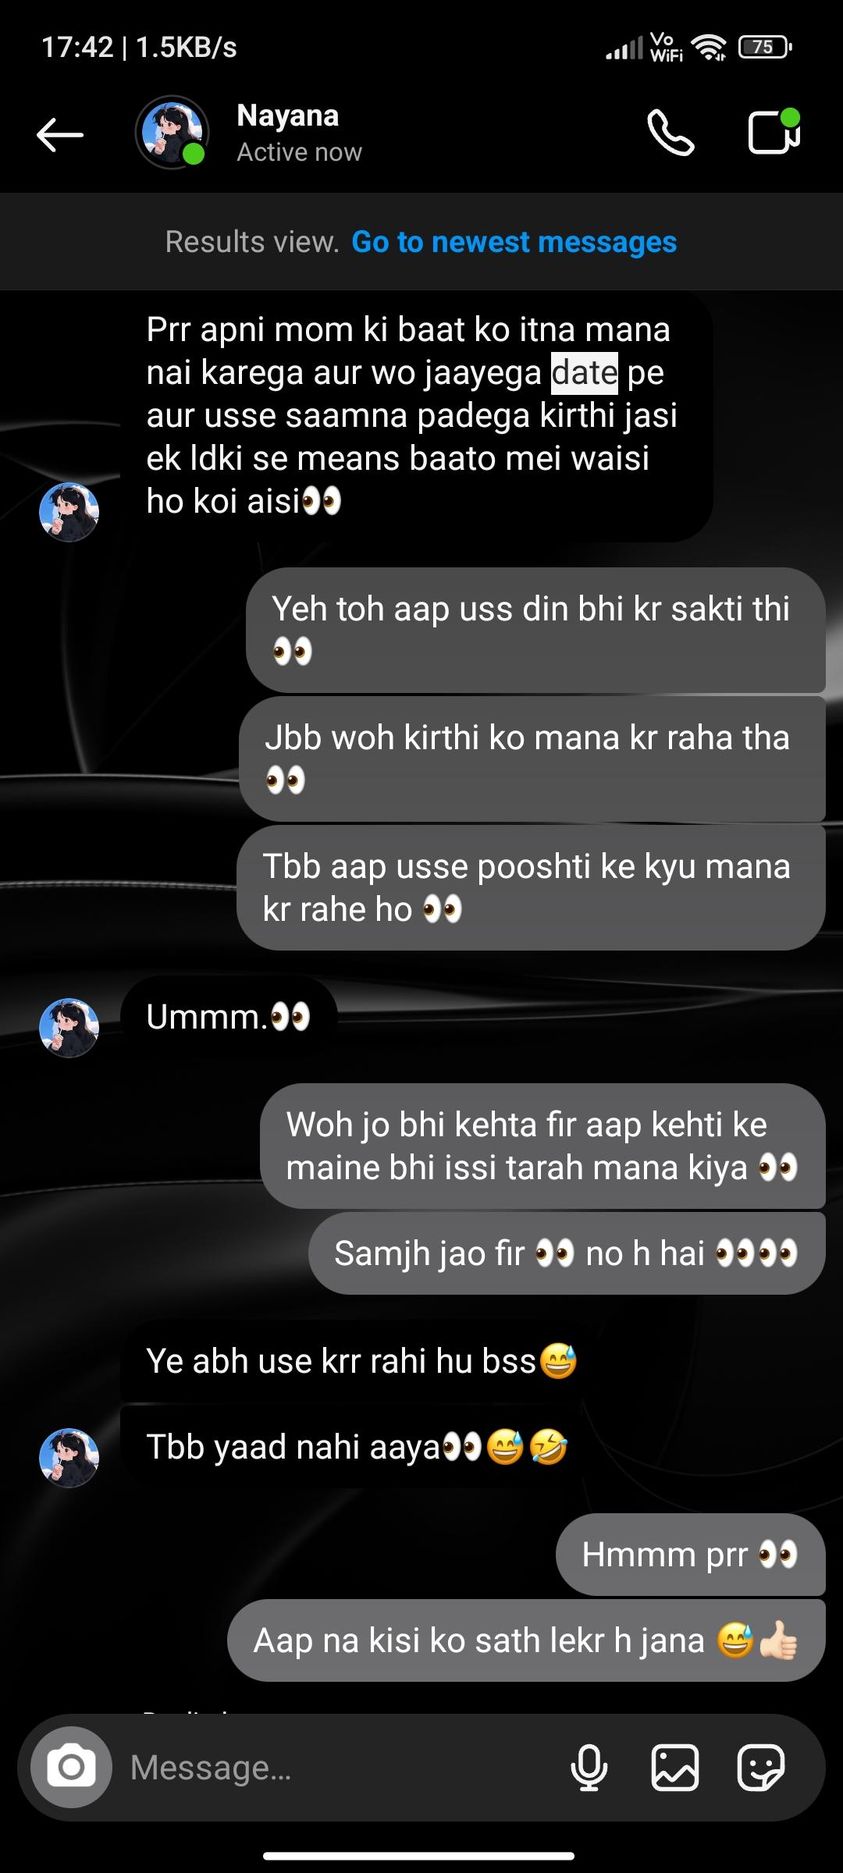 17:42 | 1.5KB/s
Vo
WiFi
75
Nayana
Active now
Results view. Go to newest messages
Prr apni mom ki baat ko itna mana
nai karega aur wo jaayega date pe
aur usse saamna padega kirthi jasi
ek ldki se means baato mei waisi
ho koi aisi👀
Yeh toh aap uss din bhi kr sakti thi
👀
Jbb woh kirthi ko mana kr raha tha
👀
Tbb aap usse pooshti ke kyu mana
kr rahe ho 👀
Ummm.👀
Woh jo bhi kehta fir aap kehti ke
maine bhi issi tarah mana kiya 👀
Samjh jao fir 👀 no h hai 👀👀
Ye abh use krr rahi hu bss😅
Tbb yaad nahi aaya👀😅🤣
Hmmm prr 👀
Aap na kisi ko sath lekr h jana 😅👍🏻
Message...